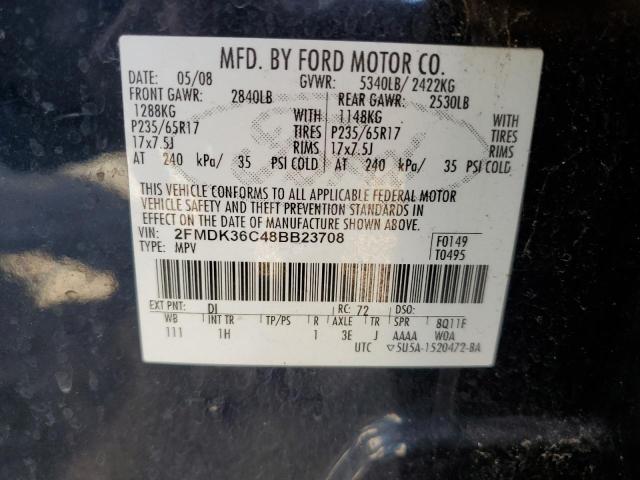 MFD. BY FORD MOTOR CO.
DATE: 05/08 GVWR: 5340LB/ 2422KG
FRONT GAWR: 2840LB REAR GAWR: 2530LB
1288KG WITH 1148KG WITH
P235/65R17 TIRES P235/65R17 TIRES
17x7.5J RIMS 17x7.5J RIMS
AT 240 kPa/ 35 PSI COLD AT 240 kPa/ 35 PSI COLD
THIS VEHICLE CONFORMS TO ALL APPLICABLE FEDERAL MOTOR
VEHICLE SAFETY AND THEFT PREVENTION STANDARDS IN
EFFECT ON THE DATE OF MANUFACTURE SHOWN ABOVE.
VIN: 2FMDK36C48BB23708 F0149
TYPE: MPV T0495
EXT PNT: DI RC: 72 DSO:
WB INT TR TP/PS R AXLE TR SPR 8Q11F
111 1H 1 3E J AAAA WOA
UTC ▽5U5A-1520472-BA